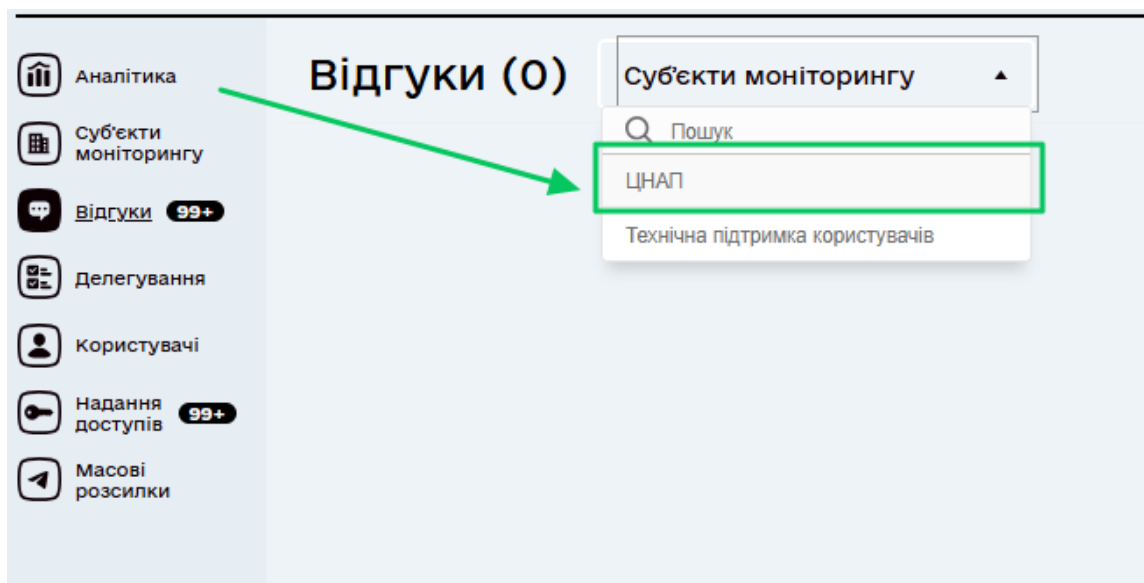 Аналітика
Суб'єкти
моніторингу
Відгуки 99+
Делегування
Користувачі
Надання
доступів 99+
Масові
розсилки
Відгуки (0)
Суб'єкти моніторингу
Пошук
ЦНАП
Технічна підтримка користувачів